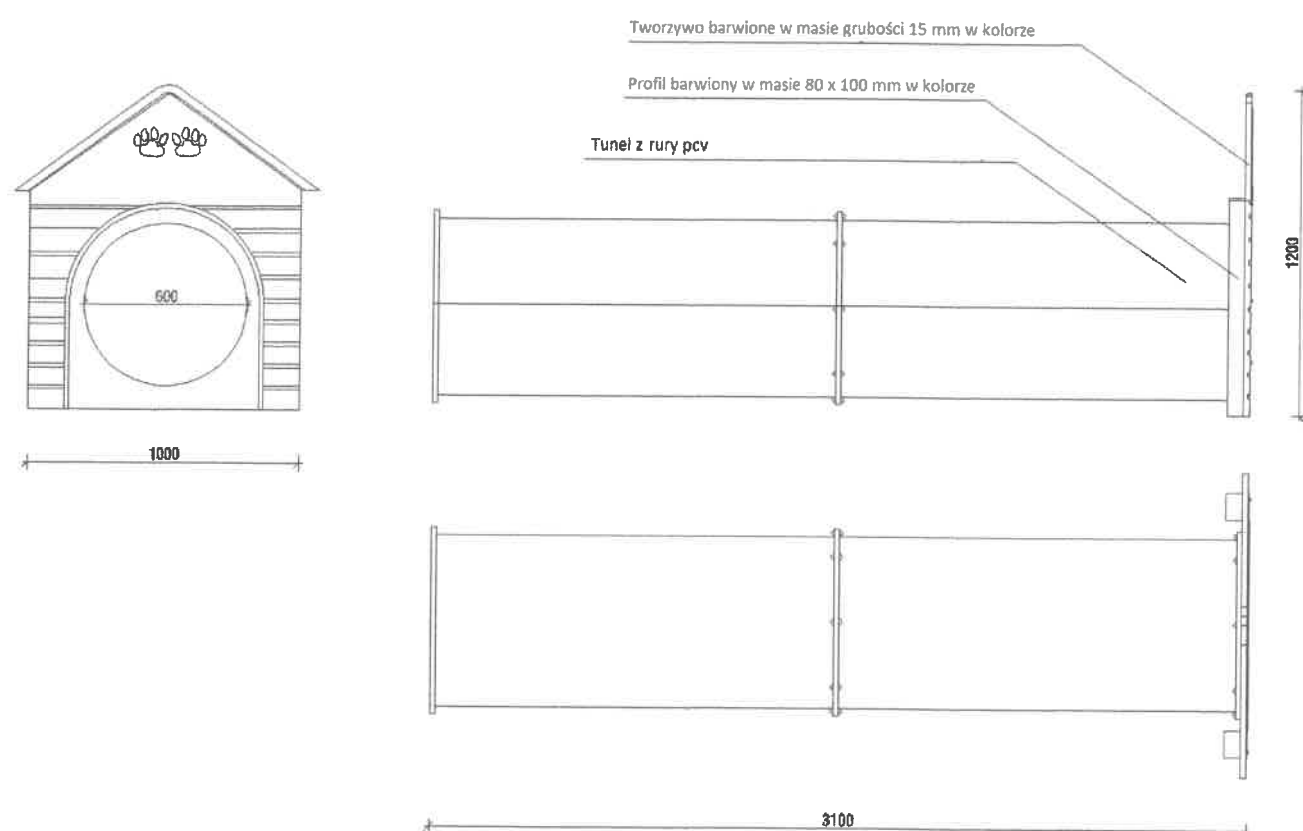 Tworzywo barwione w masie grubości 15 mm w kolorze
Profil barwiony w masie 80 x 100 mm w kolorze
Tunel z rury pcv
600
1200
1000
3100